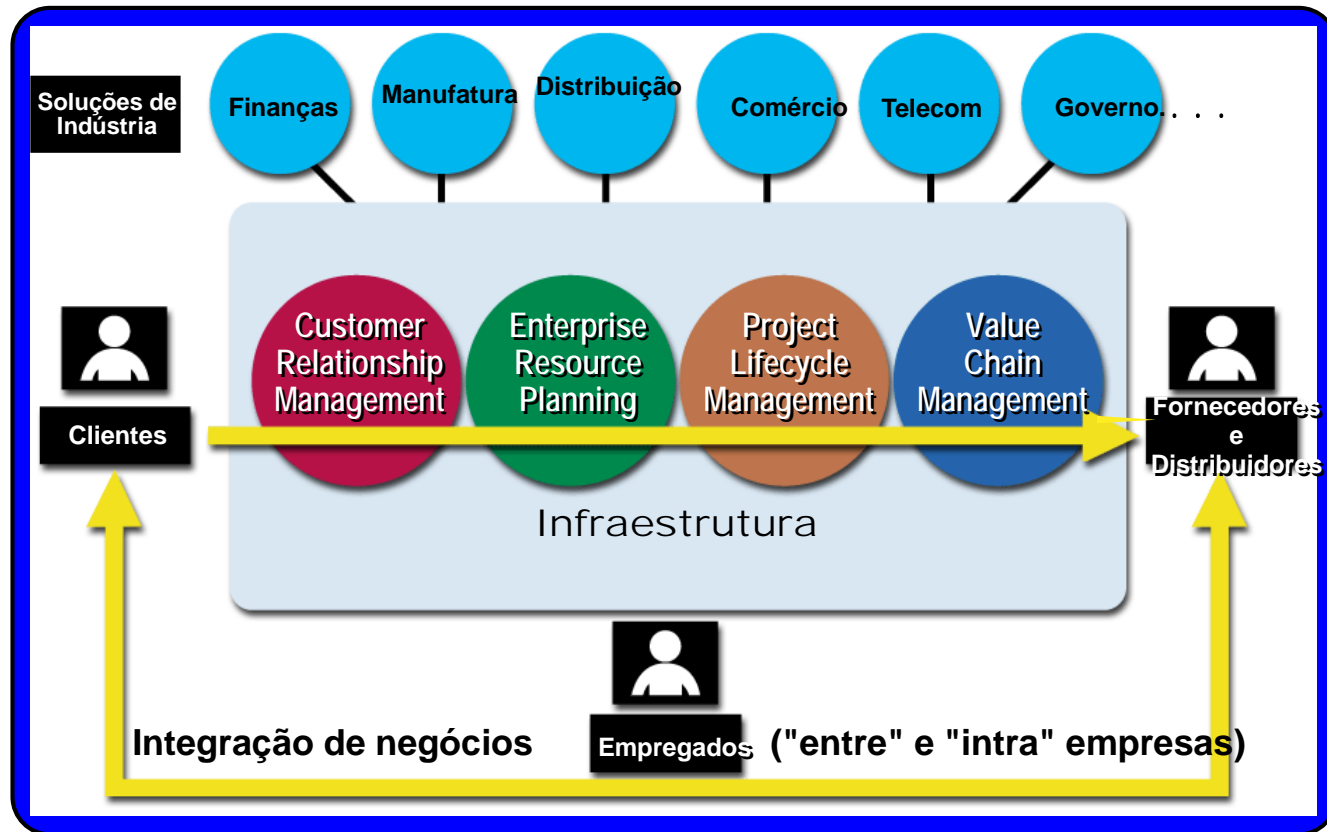 Soluções de
Indústria
Finanças
Manufatura
Distribuição
Comércio
Telecom
Governo. . . .
Customer
Relationship
Management
Enterprise
Resource
Planning
Project
Lifecycle
Management
Value
Chain
Management
Clientes
Fornecedores
e
Distribuidores
Infraestrutura
Integração de negócios
Empregados
("entre" e "intra" empresas)